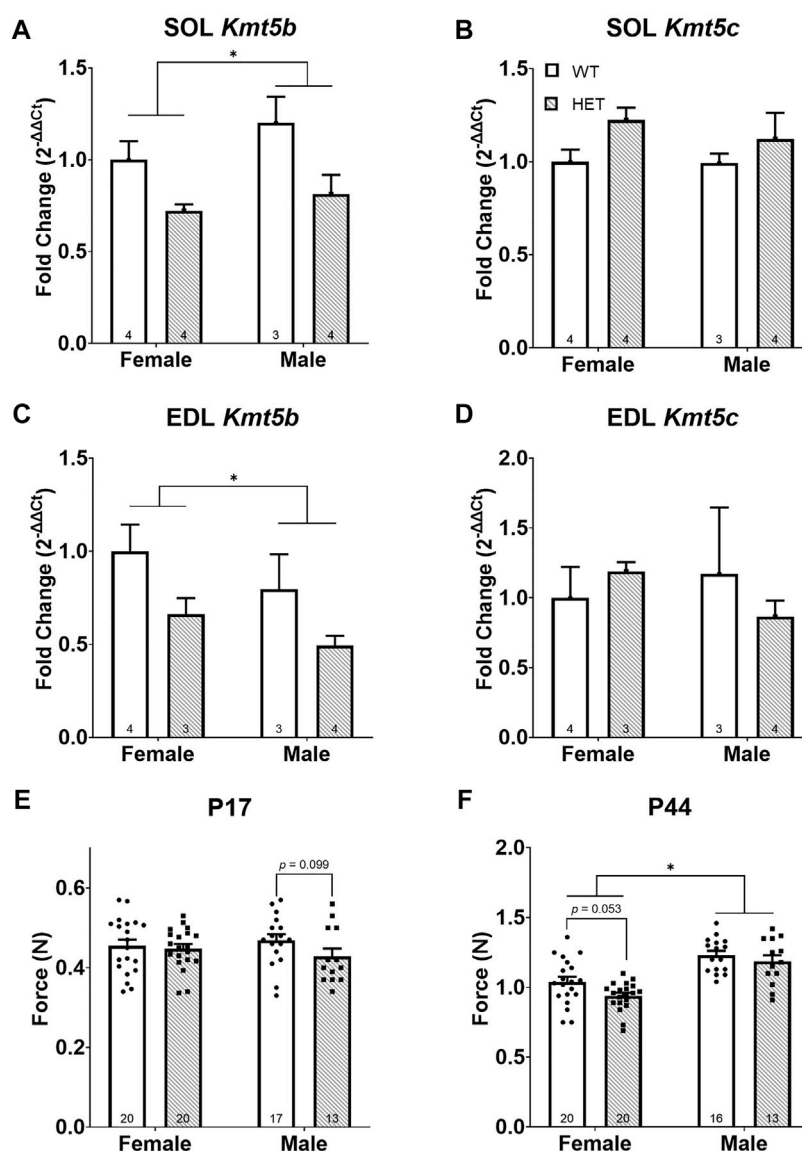 A
SOL Kmt5b
Fold Change (2-ΔΔCt)
1.5
1.0
0.5
0.0
*
4
4
3
4
Female
Male
B
SOL Kmt5c
WT
HET
Fold Change (2-ΔΔCt)
1.5
1.0
0.5
0.0
4
4
3
4
Female
Male
C
EDL Kmt5b
Fold Change (2-ΔΔCt)
1.5
1.0
0.5
0.0
*
4
3
3
4
Female
Male
D
EDL Kmt5c
Fold Change (2-ΔΔCt)
2.0
1.5
1.0
0.5
0.0
4
3
3
4
Female
Male
E
P17
Force (N)
0.6
0.4
0.2
0.0
p = 0.099
20
20
17
13
Female
Male
F
P44
Force (N)
2.0
1.5
1.0
0.5
0.0
*
p = 0.053
20
20
16
13
Female
Male